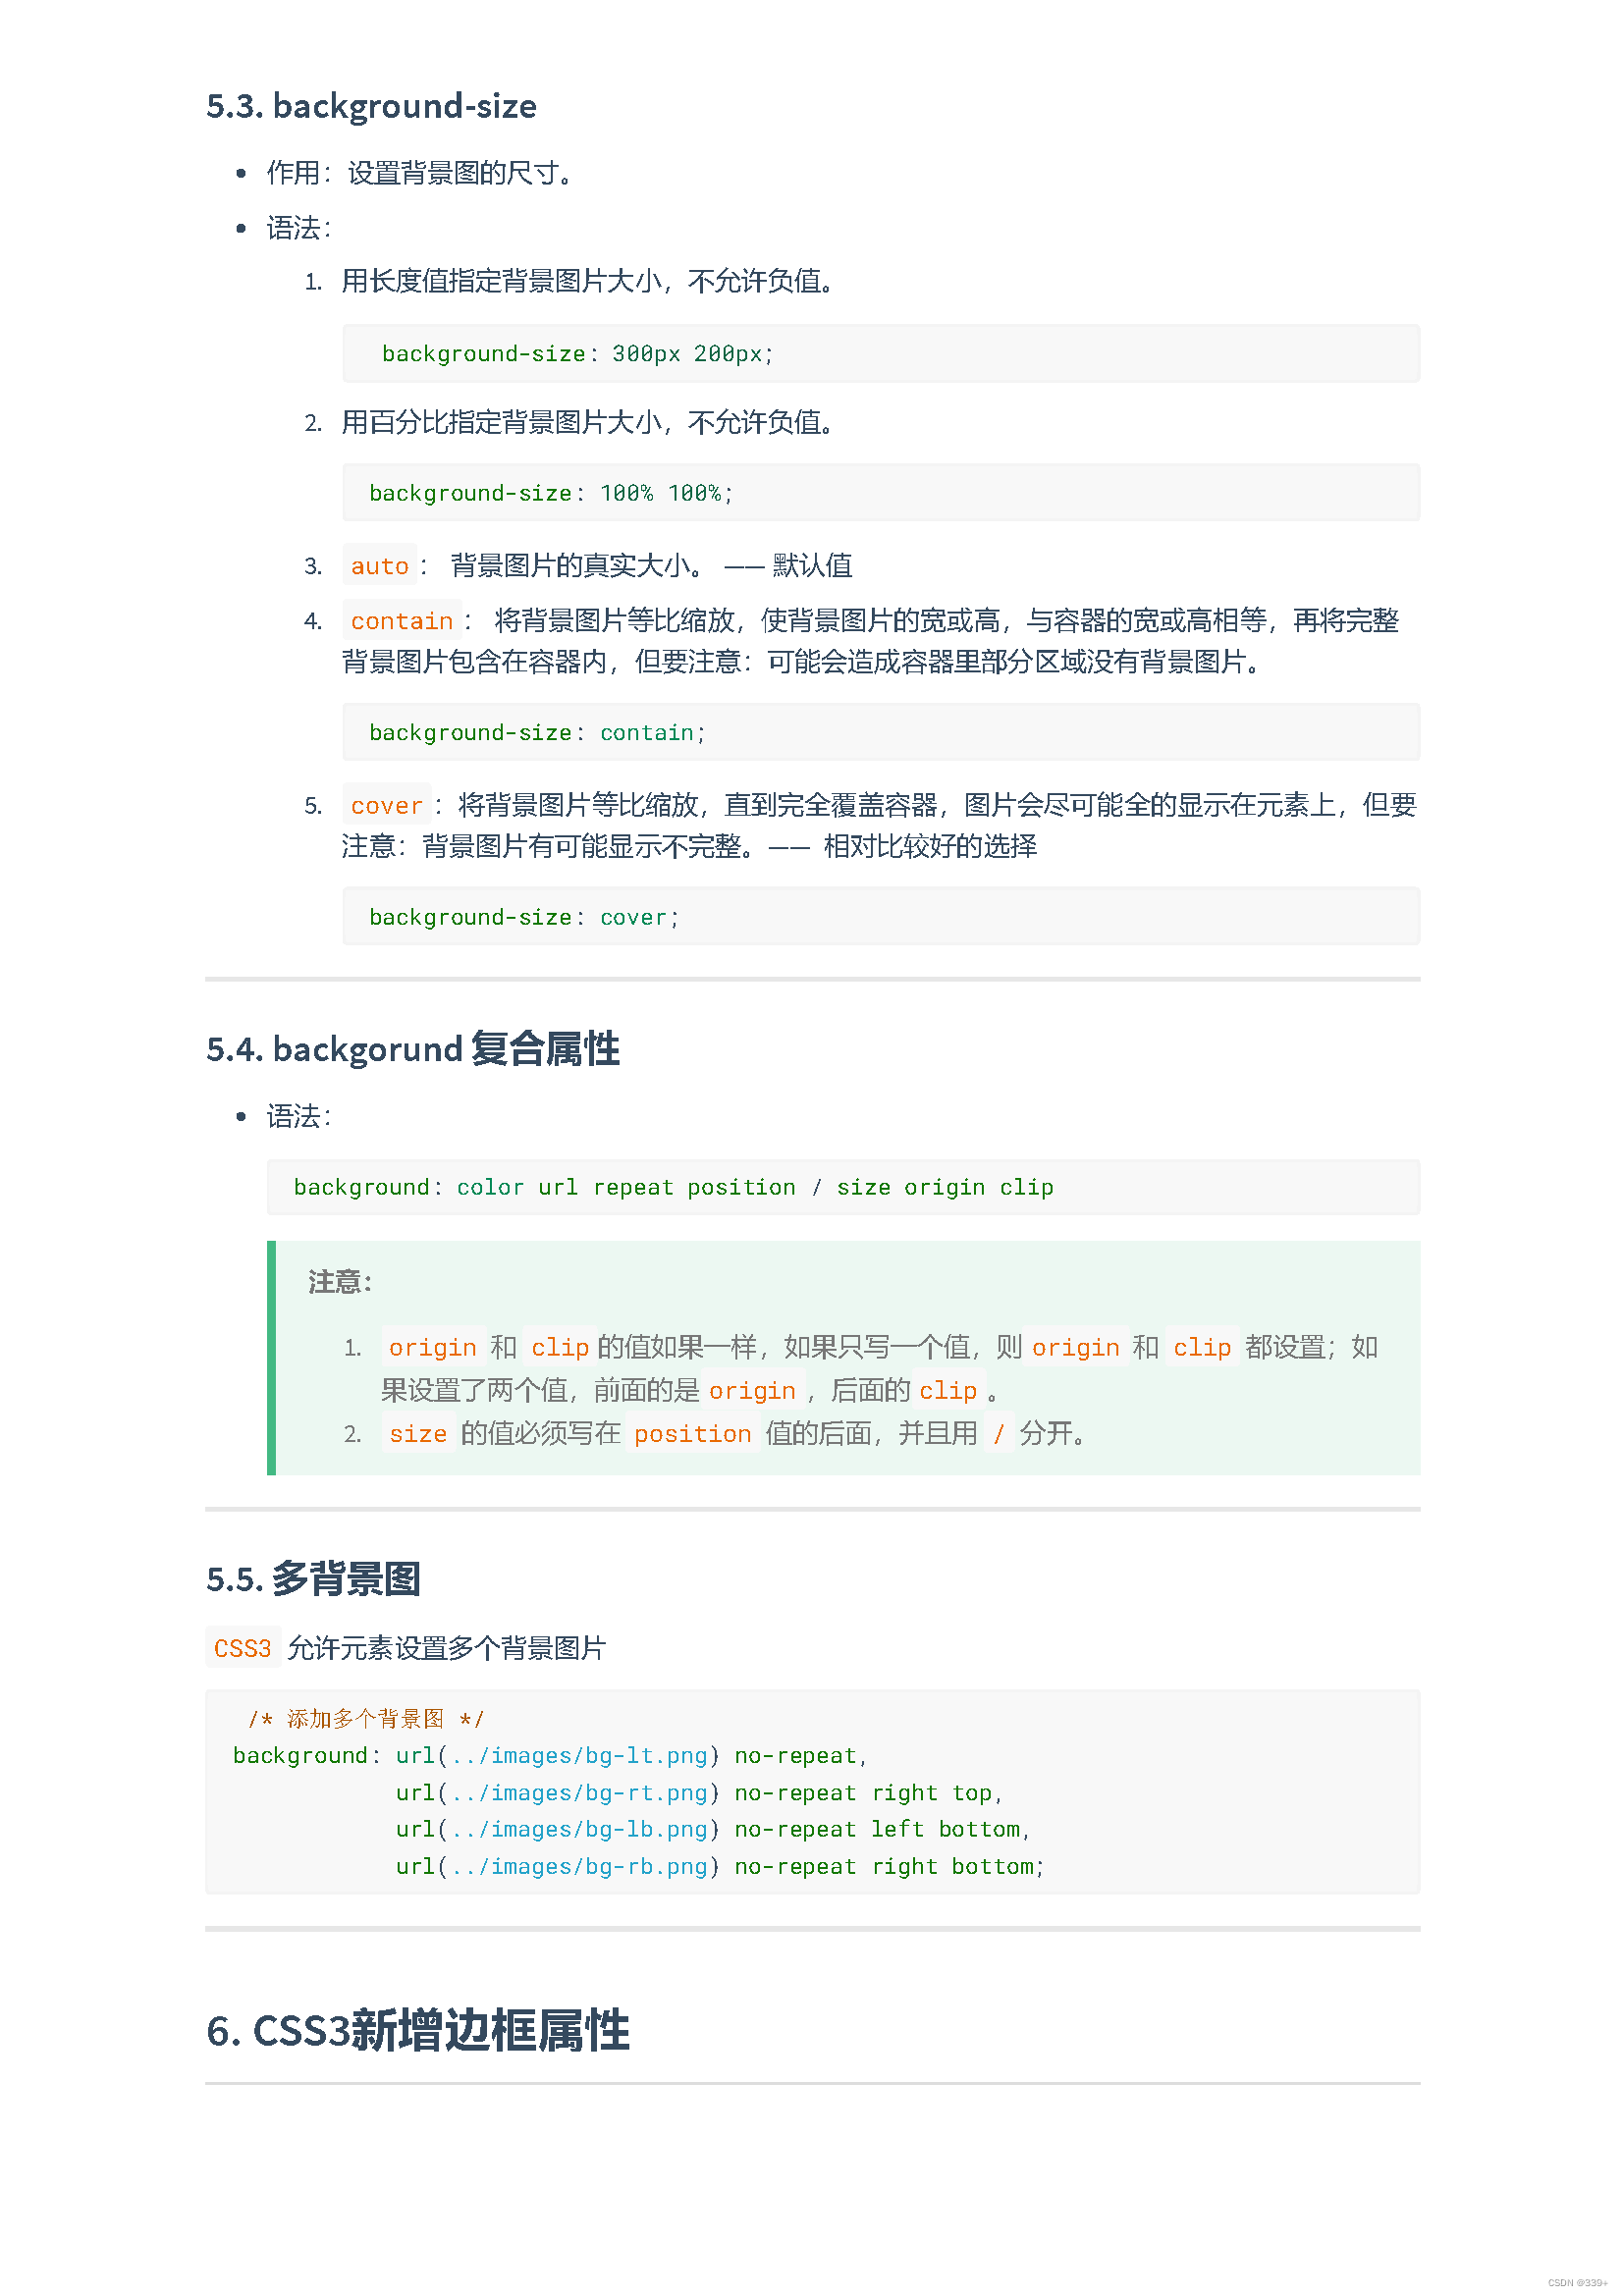 5.3. background-size
• 作用：设置背景图的尺寸。
• 语法：
1. 用长度值指定背景图片大小，不允许负值。
background-size: 300px 200px;
2. 用百分比指定背景图片大小，不允许负值。
background-size: 100% 100%;
3. auto： 背景图片的真实大小。 —— 默认值
4. contain： 将背景图片等比缩放，使背景图片的宽或高，与容器的宽或高相等，再将完整
背景图片包含在容器内，但要注意：可能会造成容器里部分区域没有背景图片。
background-size: contain;
5. cover：将背景图片等比缩放，直到完全覆盖容器，图片会尽可能全的显示在元素上，但要
注意：背景图片有可能显示不完整。—— 相对比较好的选择
background-size: cover;
5.4. backgorund 复合属性
• 语法：
background: color url repeat position / size origin clip
注意：
1. origin 和 clip 的值如果一样，如果只写一个值，则 origin 和 clip 都设置；如
果设置了两个值，前面的是 origin ，后面的 clip 。
2. size 的值必须写在 position 值的后面，并且用 / 分开。
5.5. 多背景图
CSS3 允许元素设置多个背景图片
/* 添加多个背景图 */
background: url(../images/bg-lt.png) no-repeat,
url(../images/bg-rt.png) no-repeat right top,
url(../images/bg-lb.png) no-repeat left bottom,
url(../images/bg-rb.png) no-repeat right bottom;
6. CSS3新增边框属性
CSDN @339+